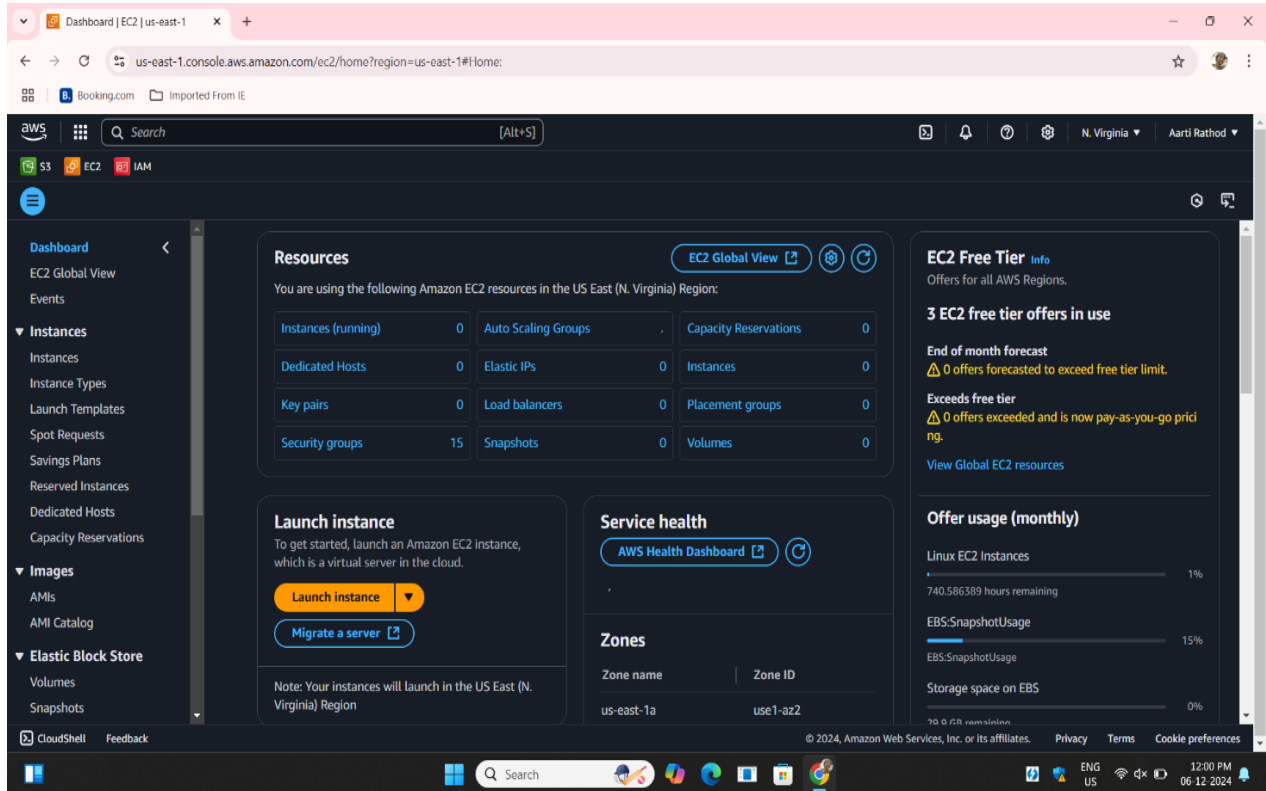 Dashboard | EC2 | us-east-1
us-east-1.console.aws.amazon.com/ec2/home?region=us-east-1#Home:
B. Booking.com Imported From IE
aws Search [Alt+S] N. Virginia Aarti Rathod
S3 EC2 IAM
Dashboard
EC2 Global View
Events
Instances
Instances
Instance Types
Launch Templates
Spot Requests
Savings Plans
Reserved Instances
Dedicated Hosts
Capacity Reservations
Images
AMIs
AMI Catalog
Elastic Block Store
Volumes
Snapshots
Resources
EC2 Global View
You are using the following Amazon EC2 resources in the US East (N. Virginia) Region:
Instances (running) 0 Auto Scaling Groups Capacity Reservations 0
Dedicated Hosts 0 Elastic IPs 0 Instances 0
Key pairs 0 Load balancers 0 Placement groups 0
Security groups 15 Snapshots 0 Volumes 0
Launch instance
To get started, launch an Amazon EC2 instance,
which is a virtual server in the cloud.
Launch instance
Migrate a server
Note: Your instances will launch in the US East (N.
Virginia) Region
Service health
AWS Health Dashboard
Zones
Zone name Zone ID
us-east-1a use1-az2
EC2 Free Tier Info
Offers for all AWS Regions.
3 EC2 free tier offers in use
End of month forecast
0 offers forecasted to exceed free tier limit.
Exceeds free tier
0 offers exceeded and is now pay-as-you-go prici
ng.
View Global EC2 resources
Offer usage (monthly)
Linux EC2 Instances
1%
740.586389 hours remaining
EBS:SnapshotUsage
15%
EBS:SnapshotUsage
Storage space on EBS
0%
29.9 GB remaining
CloudShell Feedback © 2024, Amazon Web Services, Inc. or its affiliates. Privacy Terms Cookie preferences
Search ENG 12:00 PM
US 06-12-2024